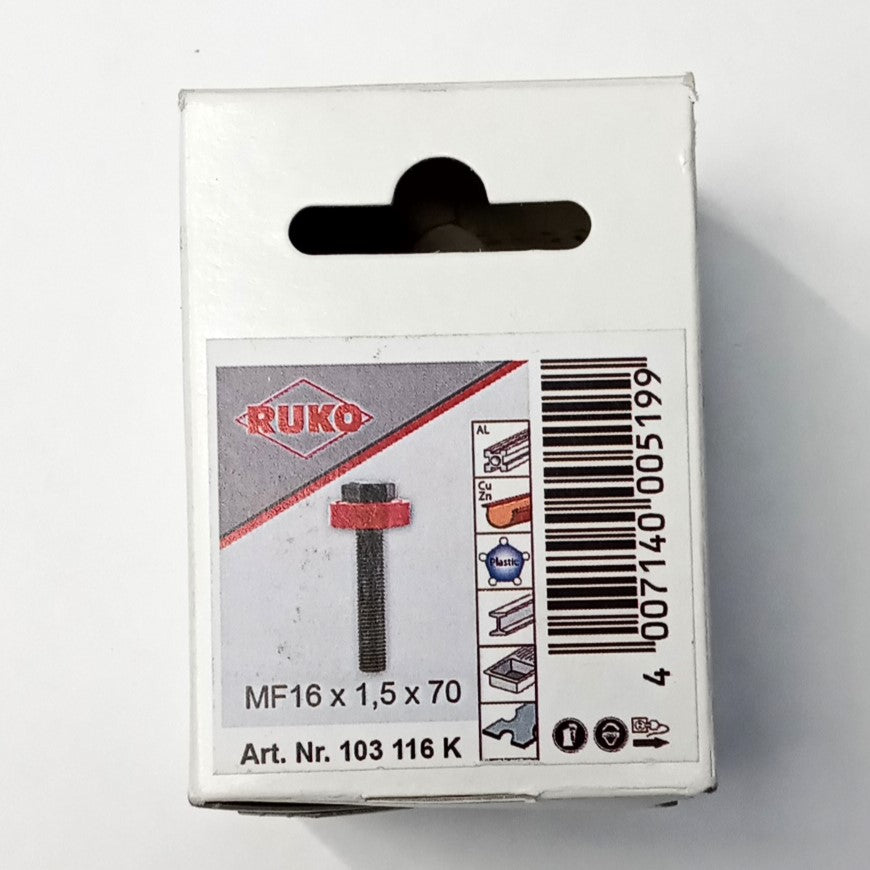 RUKO
AL
Cu
Zn
Plastic
MF16 x 1,5 x 70
Art. Nr. 103 116 K
4 007140 005199